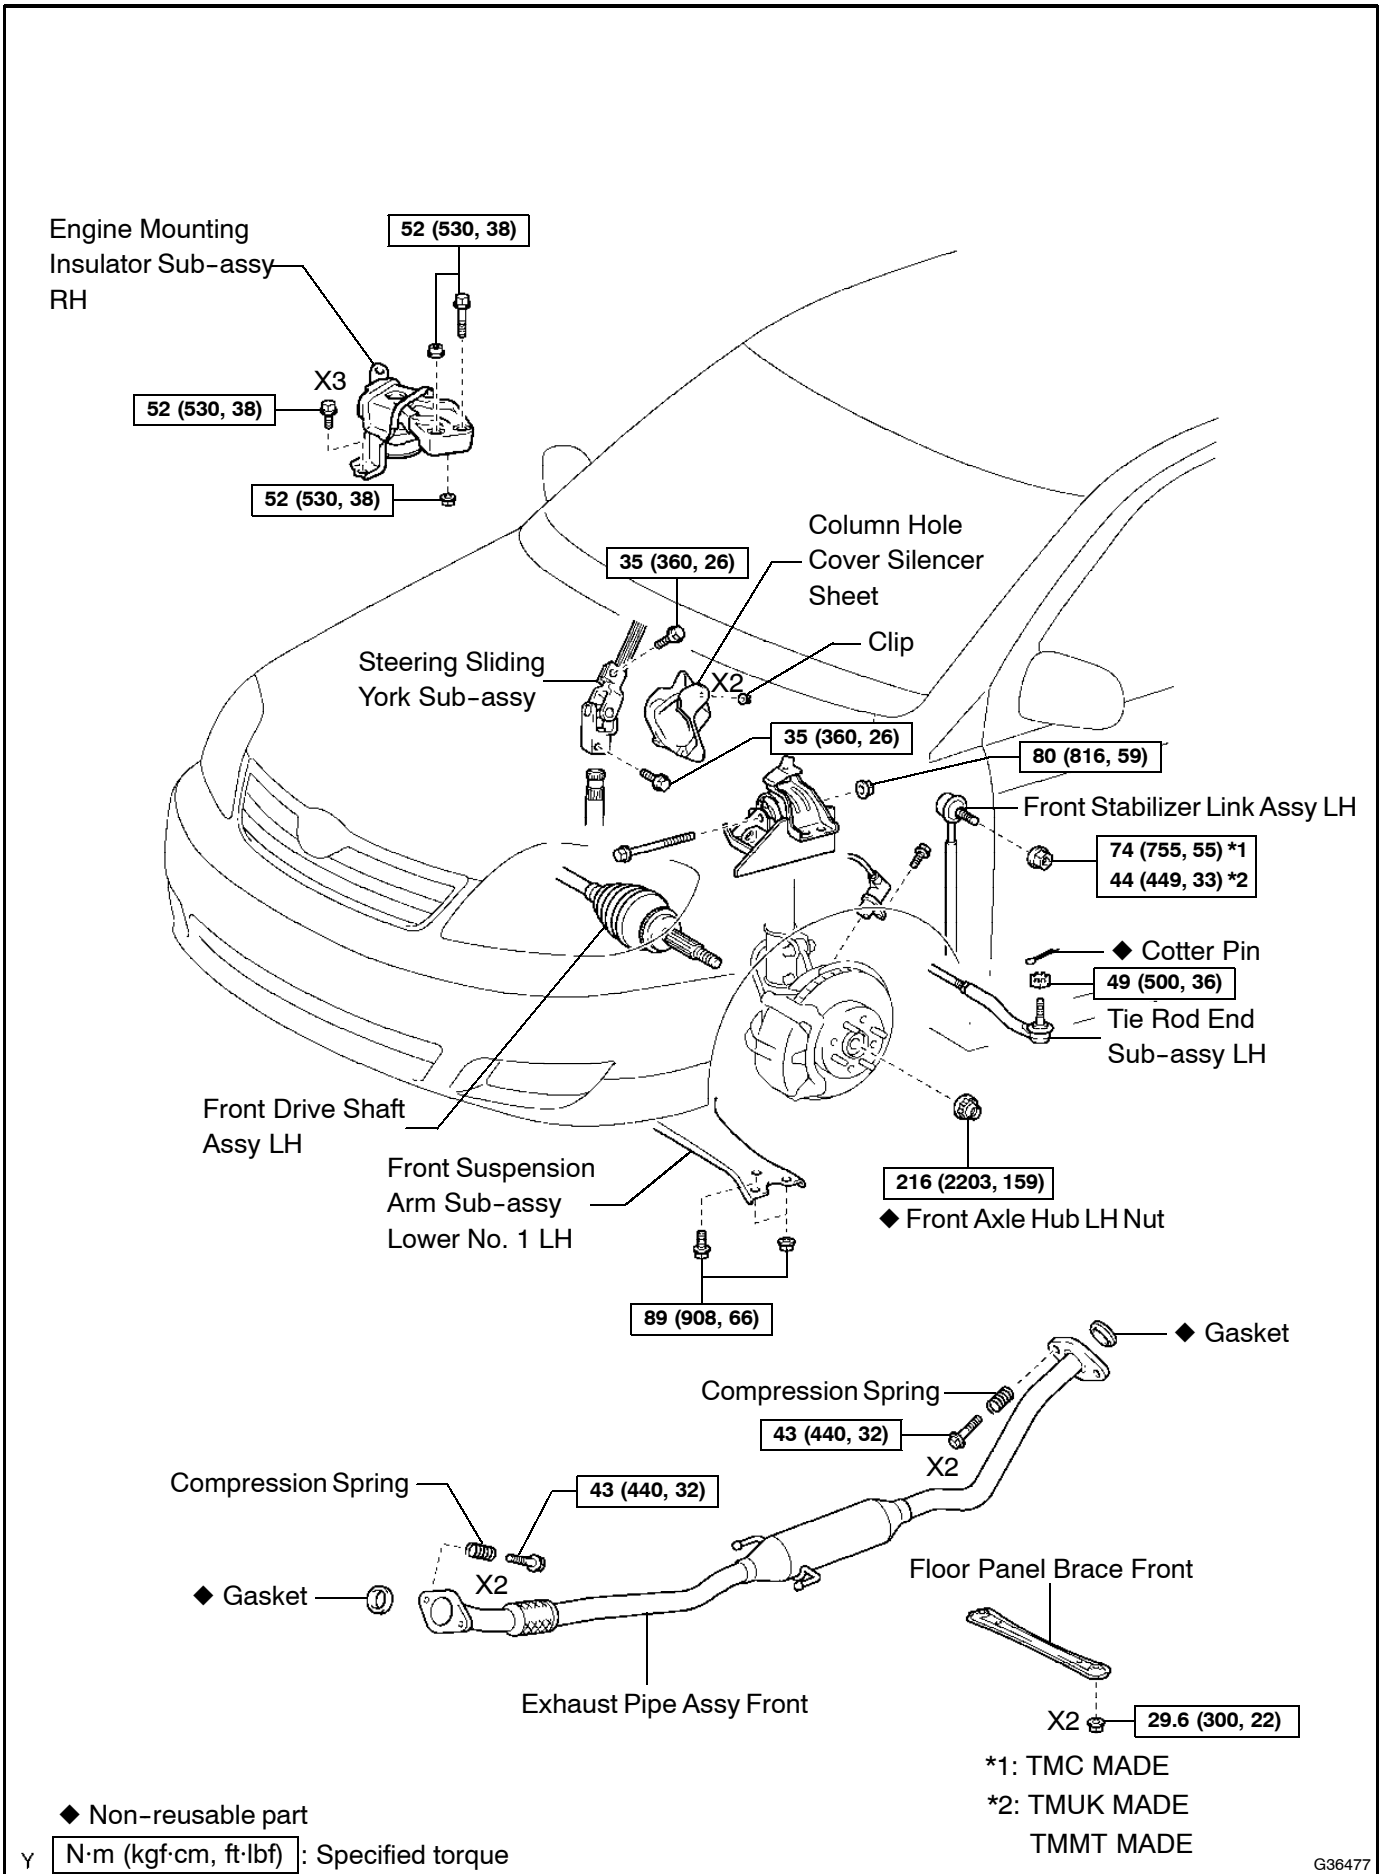 Engine Mounting
Insulator Sub-assy
RH
52 (530, 38)
X3
52 (530, 38)
52 (530, 38)
Column Hole
Cover Silencer
Sheet
35 (360, 26)
Clip
Steering Sliding
York Sub-assy
X2
35 (360, 26)
80 (816, 59)
Front Stabilizer Link Assy LH
74 (755, 55) *1
44 (449, 33) *2
◆ Cotter Pin
49 (500, 36)
Tie Rod End
Sub-assy LH
Front Drive Shaft
Assy LH
Front Suspension
Arm Sub-assy
Lower No. 1 LH
216 (2203, 159)
◆ Front Axle Hub LH Nut
89 (908, 66)
◆ Gasket
Compression Spring
43 (440, 32)
X2
Compression Spring
43 (440, 32)
X2
◆ Gasket
Floor Panel Brace Front
Exhaust Pipe Assy Front
X2
29.6 (300, 22)
*1: TMC MADE
*2: TMUK MADE
TMMT MADE
◆ Non-reusable part
Y
N·m (kgf·cm, ft·lbf) : Specified torque
G36477